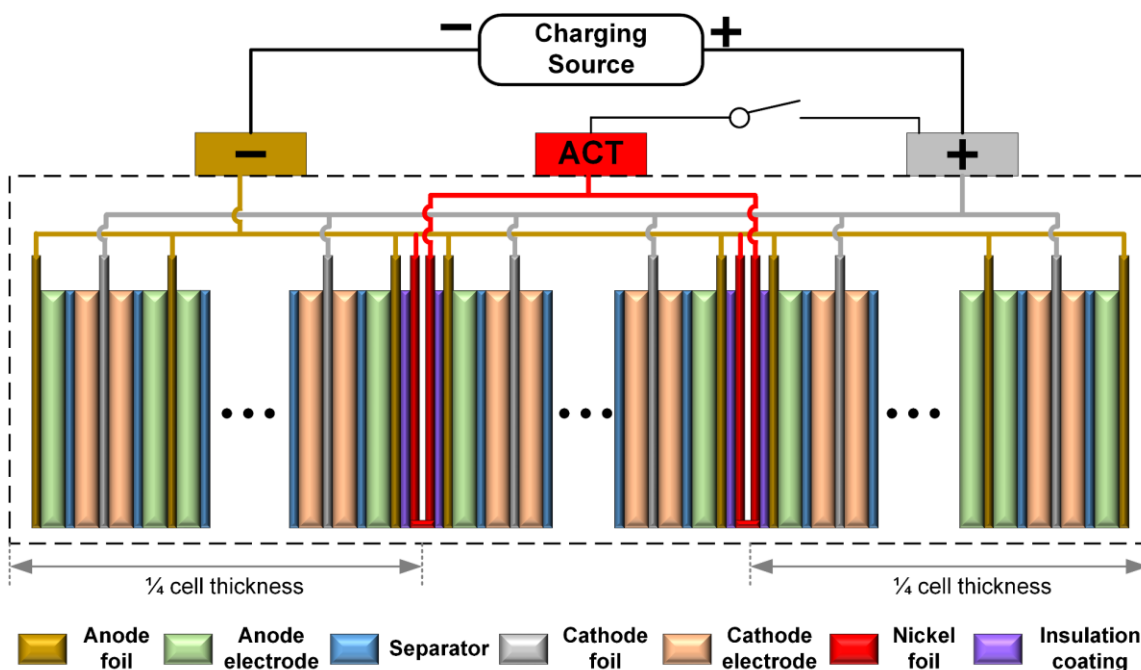 − Charging +
Source
− ACT +
¼ cell thickness ¼ cell thickness
Anode foil Anode electrode Separator Cathode foil Cathode electrode Nickel foil Insulation coating